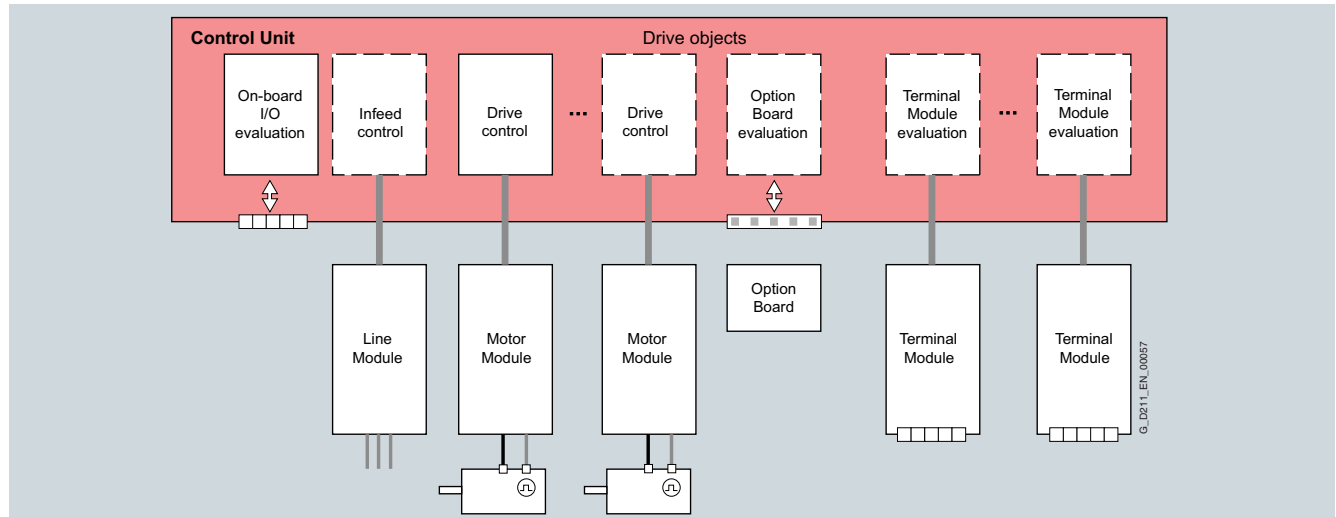 Control Unit
Drive objects
On-board
I/O
evaluation
Infeed
control
Drive
control
...
Drive
control
Option
Board
evaluation
Terminal
Module
evaluation
...
Terminal
Module
evaluation
Line
Module
Motor
Module
Motor
Module
Option
Board
Terminal
Module
Terminal
Module
G_D211_EN_00057